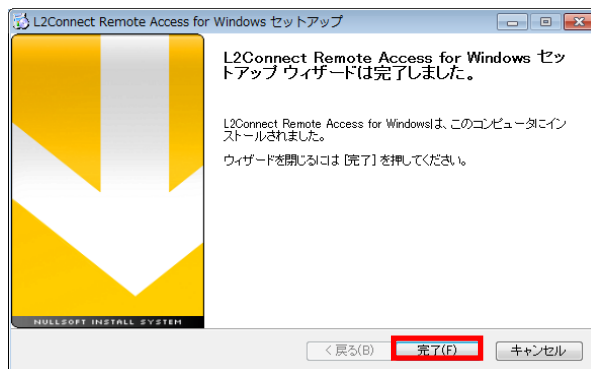 L2Connect Remote Access for Windows セットアップ
L2Connect Remote Access for Windows セッ
トアップ ウィザードは完了しました。
L2Connect Remote Access for Windowsは、このコンピュータにイン
ストールされました。
ウィザードを閉じるには [完了] を押してください。
NULLSOFT INSTALL SYSTEM
< 戻る(B)
完了(F)
キャンセル